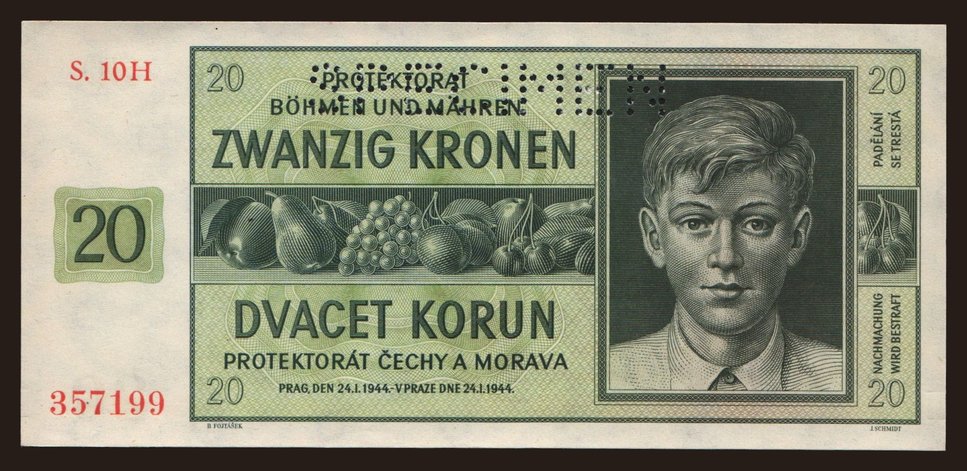 S. 10H
20
PROTEKTORAT
SPECIMEN
20
BÖHMEN UND MÄHREN
ZWANZIG KRONEN
PADĚLÁNÍ
SE TRESTÁ
20
DVACET KORUN
NACHMACHUNG
WIRD BESTRAFT
PROTEKTORÁT ČECHY A MORAVA
20
PRAG, DEN 24.I.1944.-V PRAZE DNE 24.I.1944.
20
357199
B FOJTÁŠEK
J. SCHMIDT